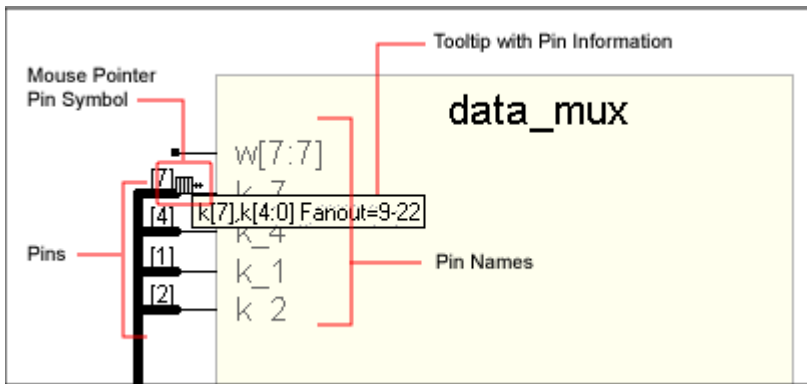 Tooltip with Pin Information
Mouse Pointer
Pin Symbol
data_mux
w[7:7]
[7]
k_7
k[7],k[4:0] Fanout=9-22
[4]
k_4
Pins
[1]
k_1
Pin Names
[2]
k_2